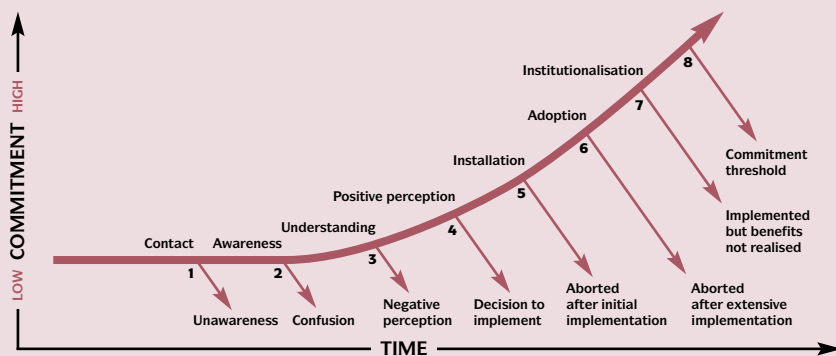 HIGH
COMMITMENT
LOW
Institutionalisation
8
7
Adoption
6
Installation
5
Positive perception
4
Understanding
3
Contact
1
Awareness
2
Unawareness
Confusion
Negative
perception
Decision to
implement
Aborted
after initial
implementation
Aborted
after extensive
implementation
Implemented
but benefits
not realised
Commitment
threshold
TIME